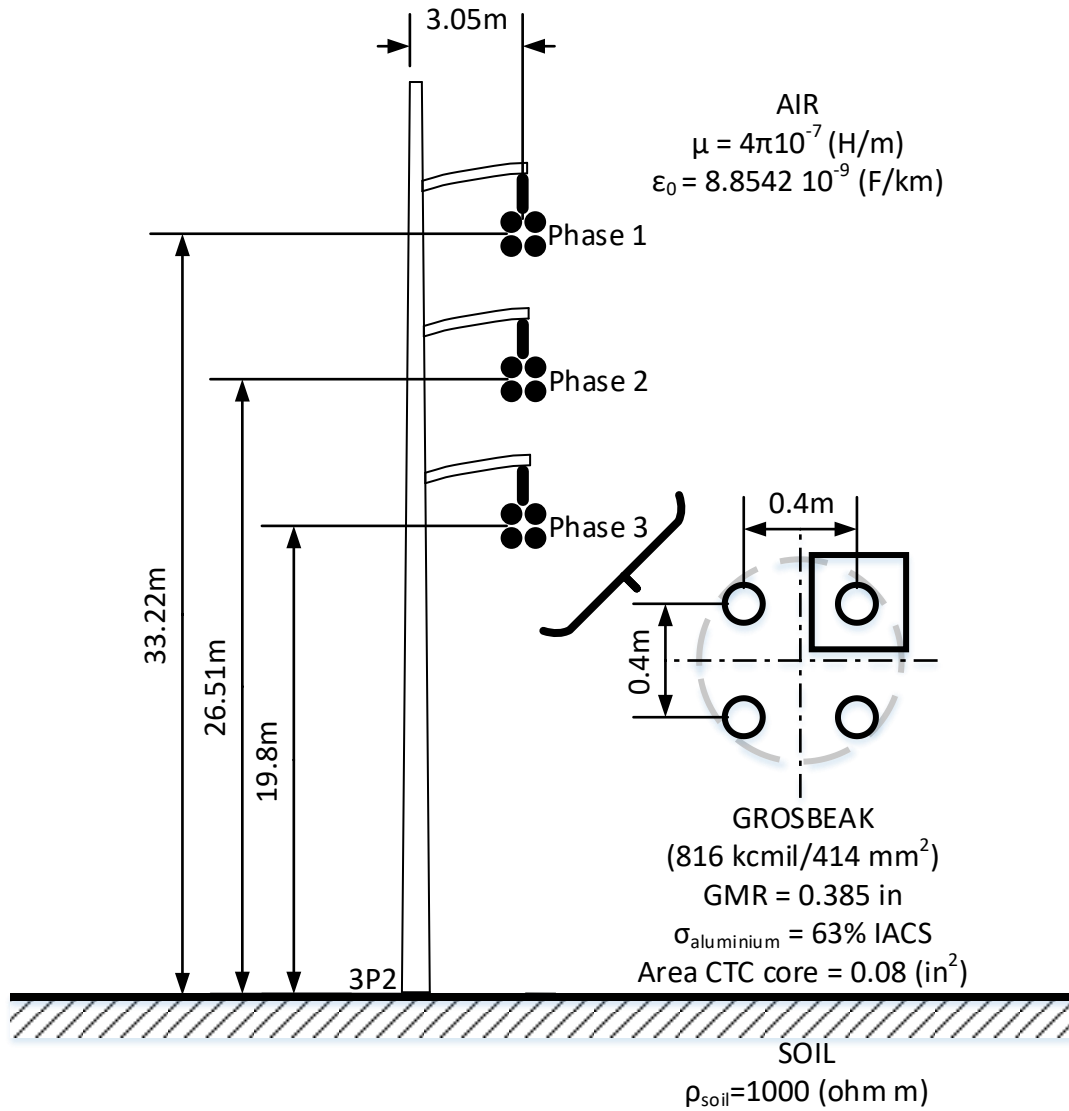 3.05m
AIR
μ = 4π10⁻⁷ (H/m)
ε₀ = 8.8542 10⁻⁹ (F/km)
Phase 1
Phase 2
Phase 3
33.22m
26.51m
19.8m
0.4m
0.4m
GROSBEAK
(816 kcmil/414 mm²)
GMR = 0.385 in
σaluminium = 63% IACS
Area CTC core = 0.08 (in²)
3P2
SOIL
ρsoil=1000 (ohm m)